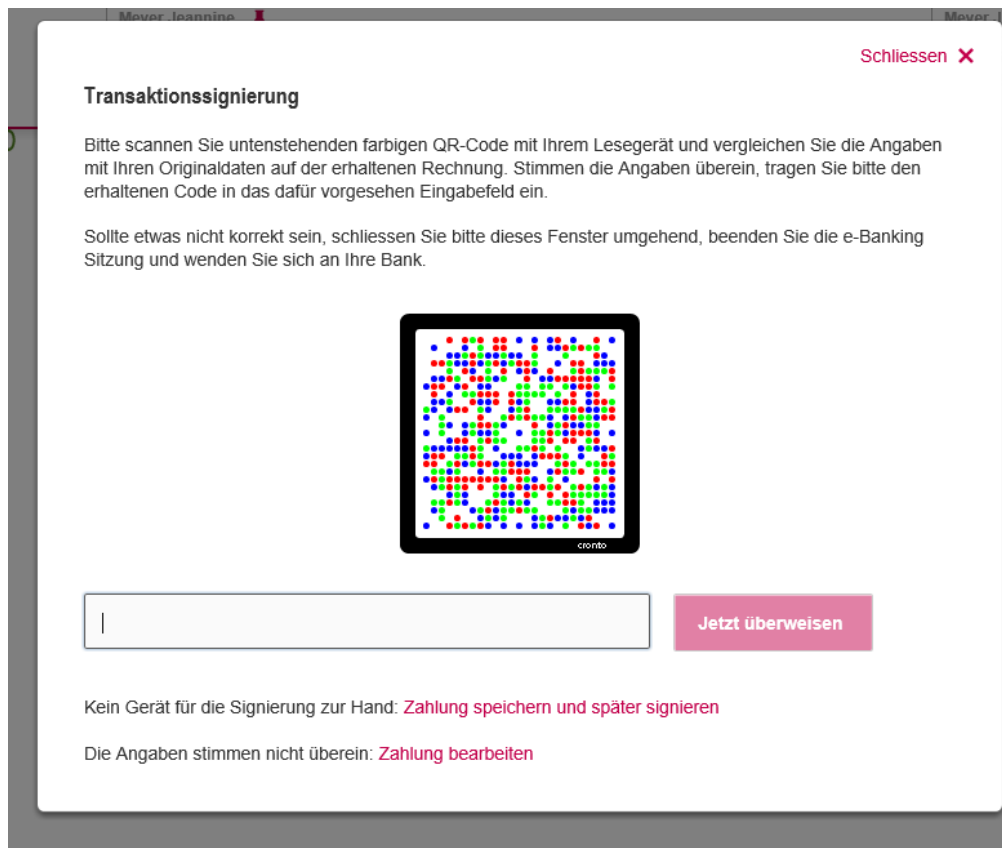 Meyer Jeannine
Schliessen
Transaktionssignierung
Bitte scannen Sie untenstehenden farbigen QR-Code mit Ihrem Lesegerät und vergleichen Sie die Angaben
mit Ihren Originaldaten auf der erhaltenen Rechnung. Stimmen die Angaben überein, tragen Sie bitte den
erhaltenen Code in das dafür vorgesehen Eingabefeld ein.
Sollte etwas nicht korrekt sein, schliessen Sie bitte dieses Fenster umgehend, beenden Sie die e-Banking
Sitzung und wenden Sie sich an Ihre Bank.
cronto
Jetzt überweisen
Kein Gerät für die Signierung zur Hand: Zahlung speichern und später signieren
Die Angaben stimmen nicht überein: Zahlung bearbeiten